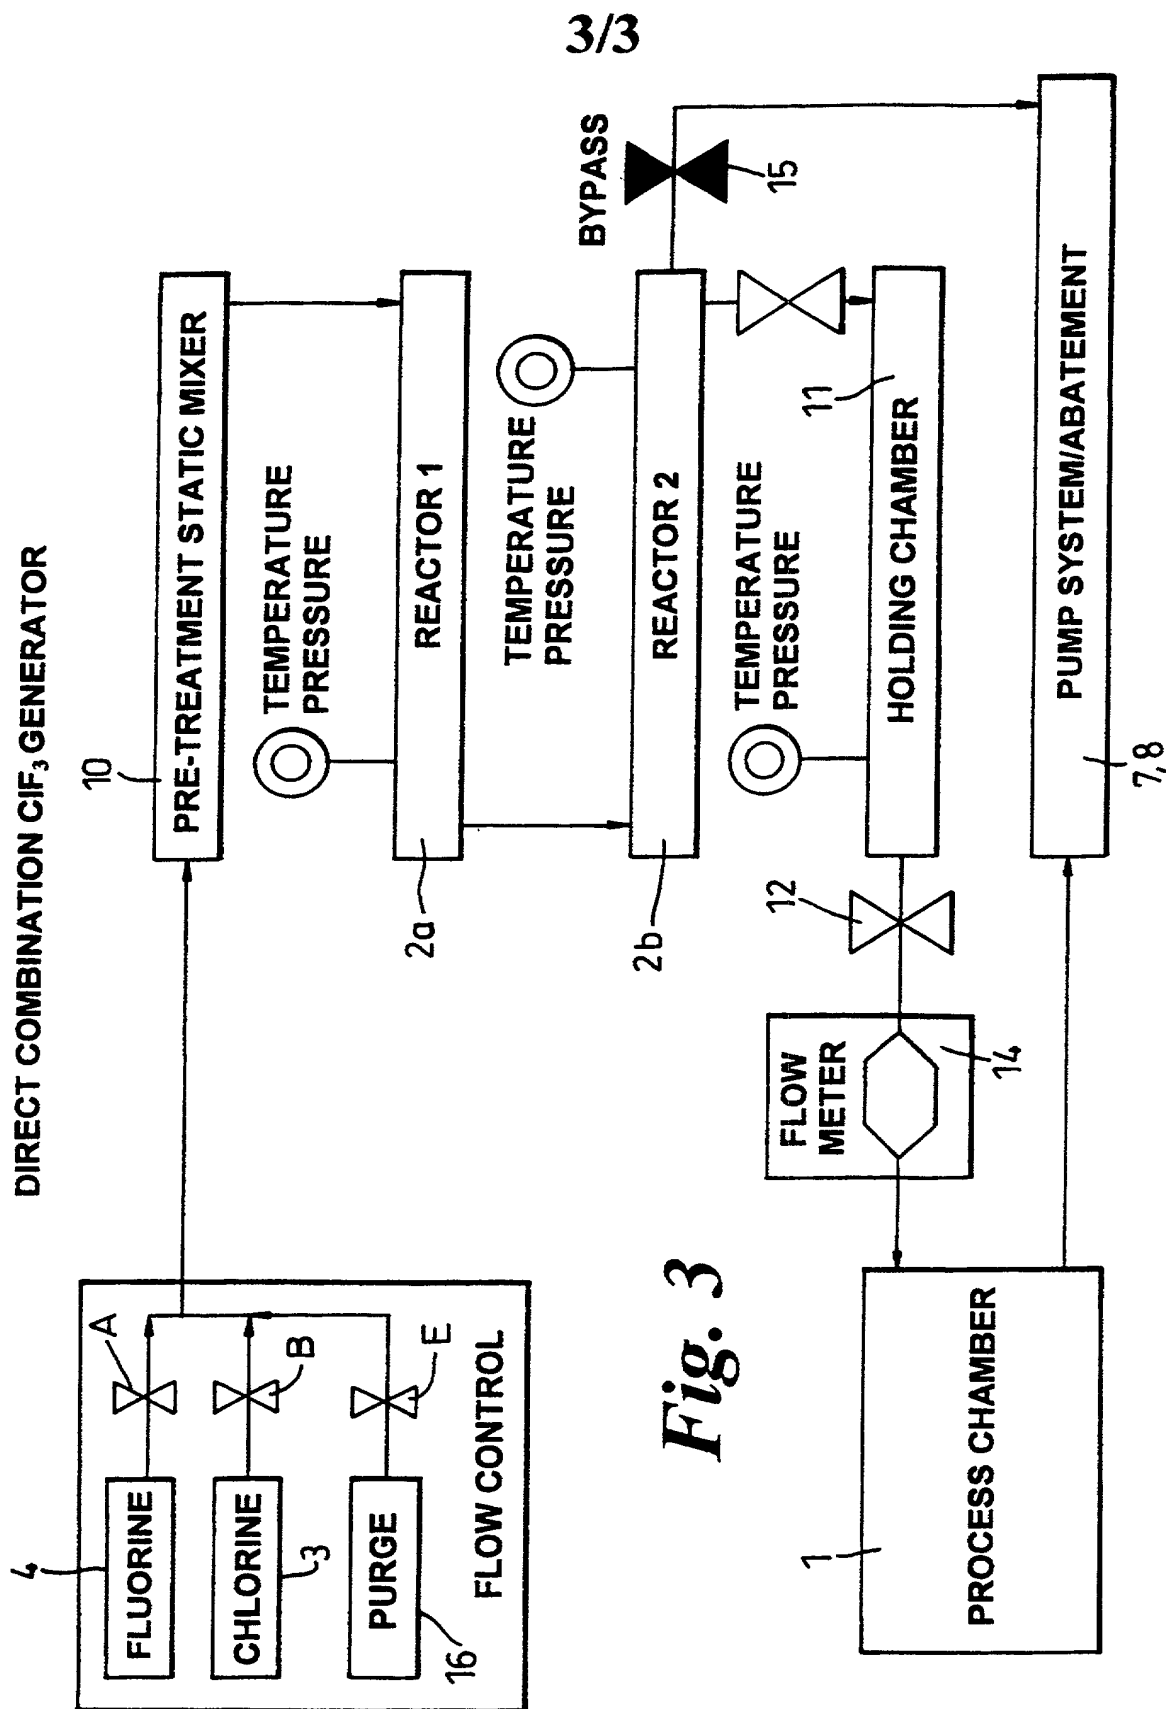 3/3
DIRECT COMBINATION ClF3 GENERATOR
4
FLUORINE
A
CHLORINE
3
B
PURGE
16
E
FLOW CONTROL
10
PRE-TREATMENT STATIC MIXER
TEMPERATURE
PRESSURE
REACTOR 1
2a
TEMPERATURE
PRESSURE
REACTOR 2
2b
BYPASS
15
TEMPERATURE
PRESSURE
HOLDING CHAMBER
11
12
FLOW
METER
14
1
PROCESS CHAMBER
PUMP SYSTEM/ABATEMENT
7,8
Fig. 3